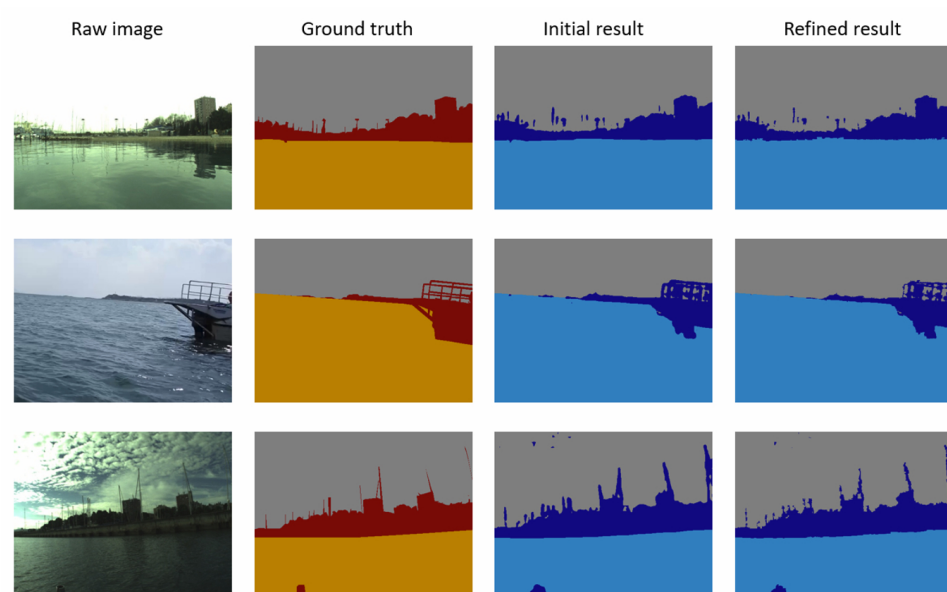 Raw image
Ground truth
Initial result
Refined result